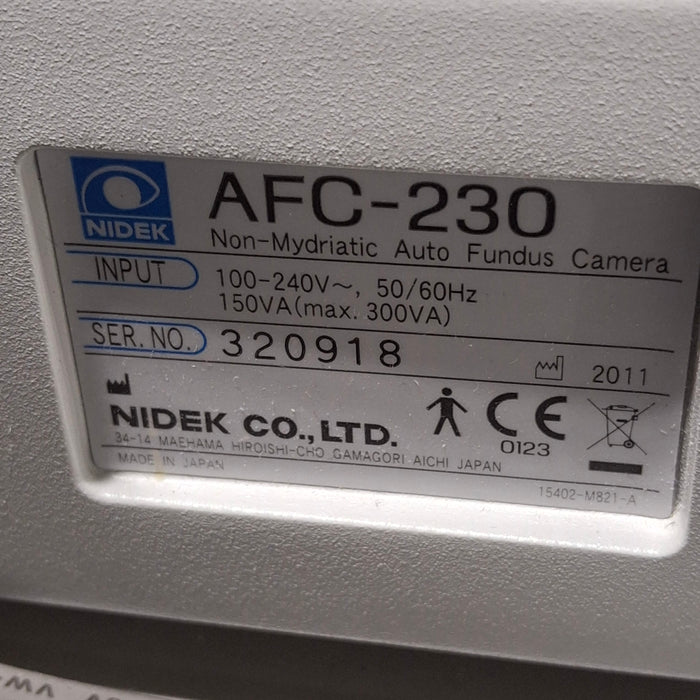 NIDEK
AFC-230
Non-Mydriatic Auto Fundus Camera
INPUT
100-240V~, 50/60Hz
150VA(max. 300VA)
SER. NO. 320918
2011
NIDEK CO., LTD.
34-14 MAEHAMA HIROISHI-CHO GAMAGORI AICHI JAPAN
MADE IN JAPAN
CE
0123
15402-M821-A